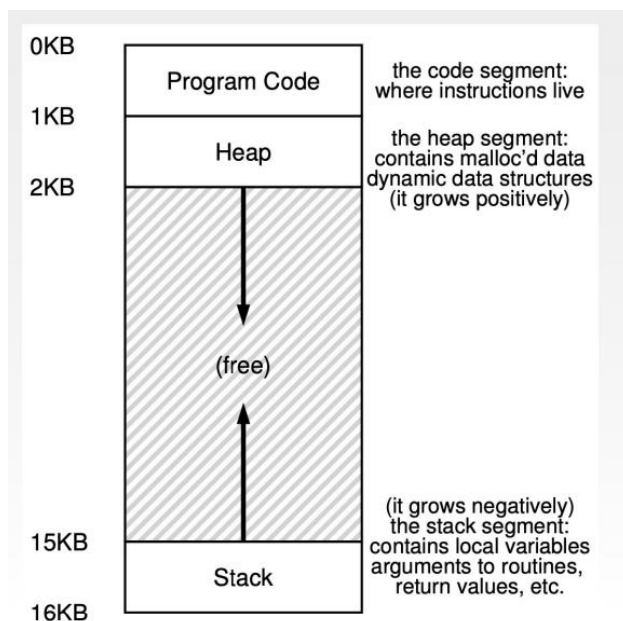 0KB
Program Code
the code segment:
where instructions live
1KB
Heap
the heap segment:
contains malloc'd data
dynamic data structures
(it grows positively)
2KB
(free)
(it grows negatively)
the stack segment:
contains local variables
arguments to routines,
return values, etc.
15KB
Stack
16KB